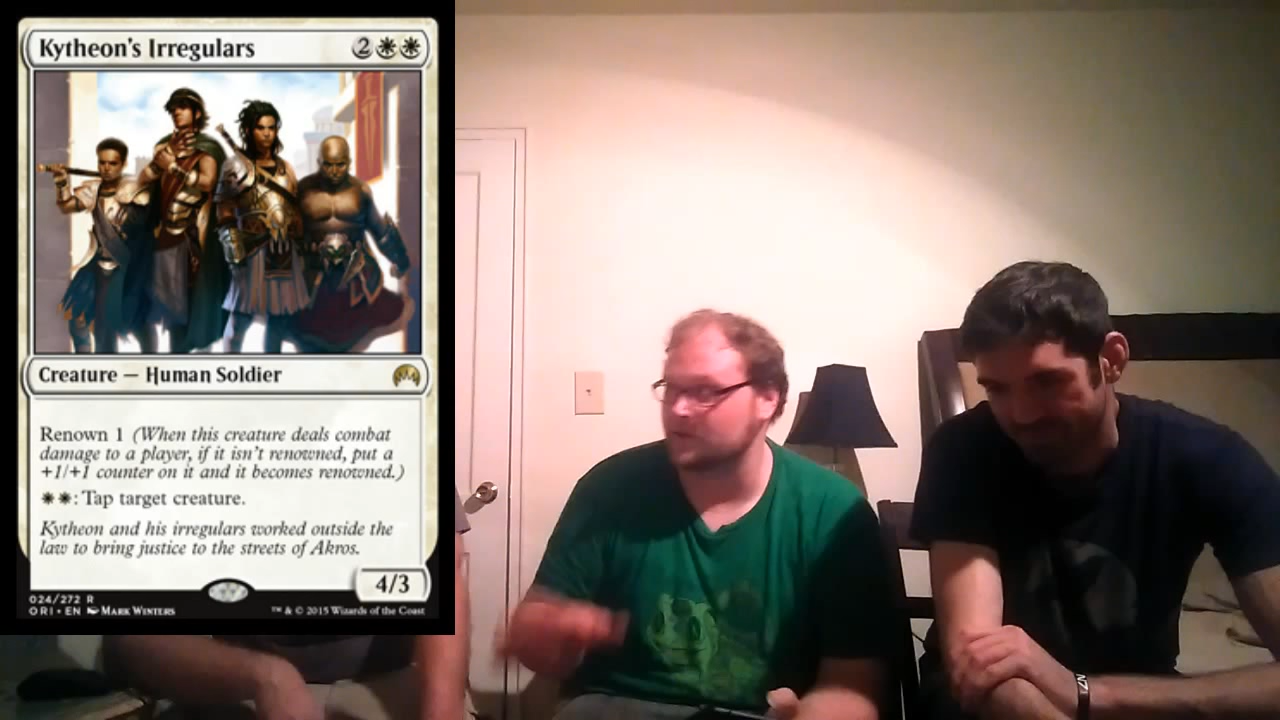 Kytheon's Irregulars 2
Creature — Human Soldier
Renown 1 (When this creature deals combat
damage to a player, if it isn't renowned, put a
+1/+1 counter on it and it becomes renowned.)
: Tap target creature.
Kytheon and his irregulars worked outside the
law to bring justice to the streets of Akros.
4/3
024/272 R
ORI • EN Mark Winters
™ & © 2015 Wizards of the Coast
N7